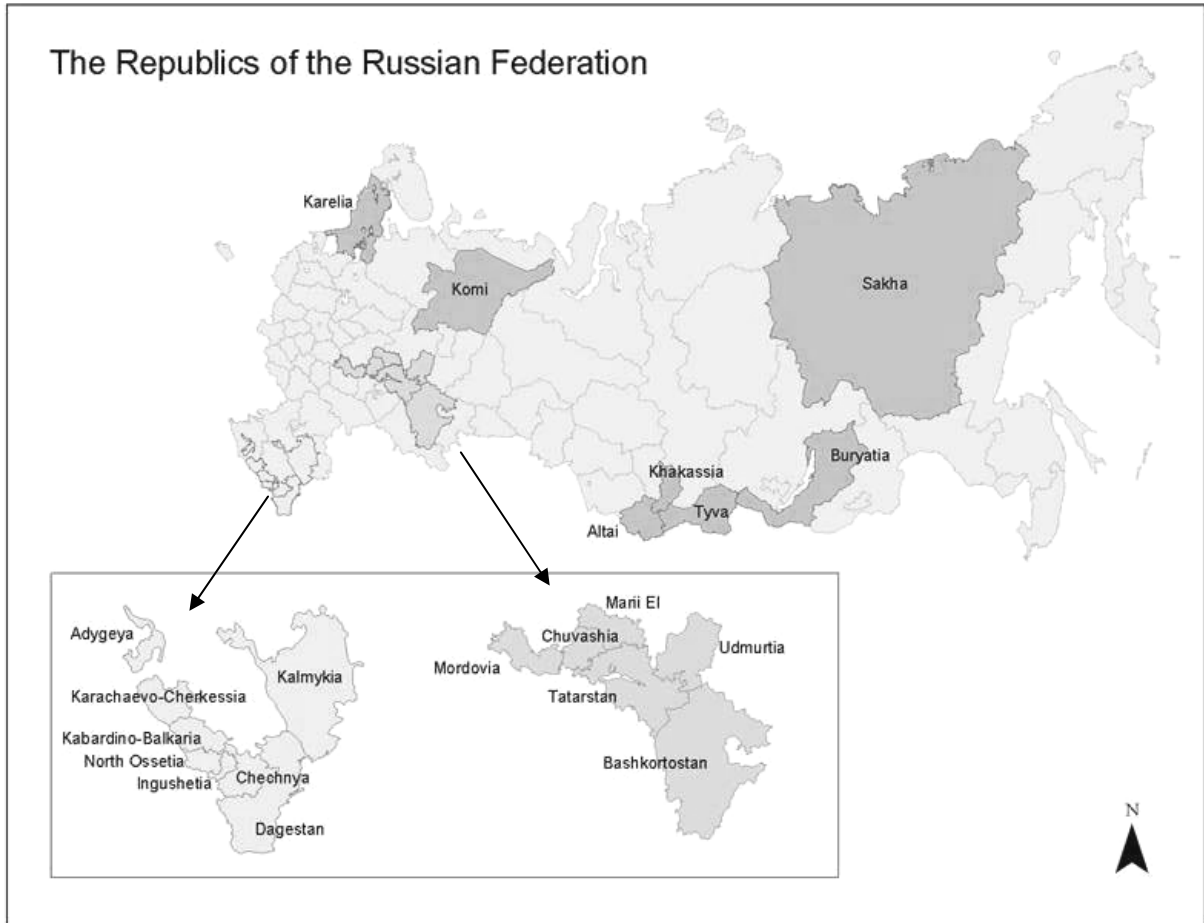 The Republics of the Russian Federation
Karelia
Komi
Sakha
Khakassia
Buryatia
Tyva
Altai
Adygeya
Kalmykia
Karachaevo-Cherkessia
Kabardino-Balkaria
North Ossetia
Ingushetia
Chechnya
Dagestan
Marii El
Chuvashia
Udmurtia
Mordovia
Tatarstan
Bashkortostan
N